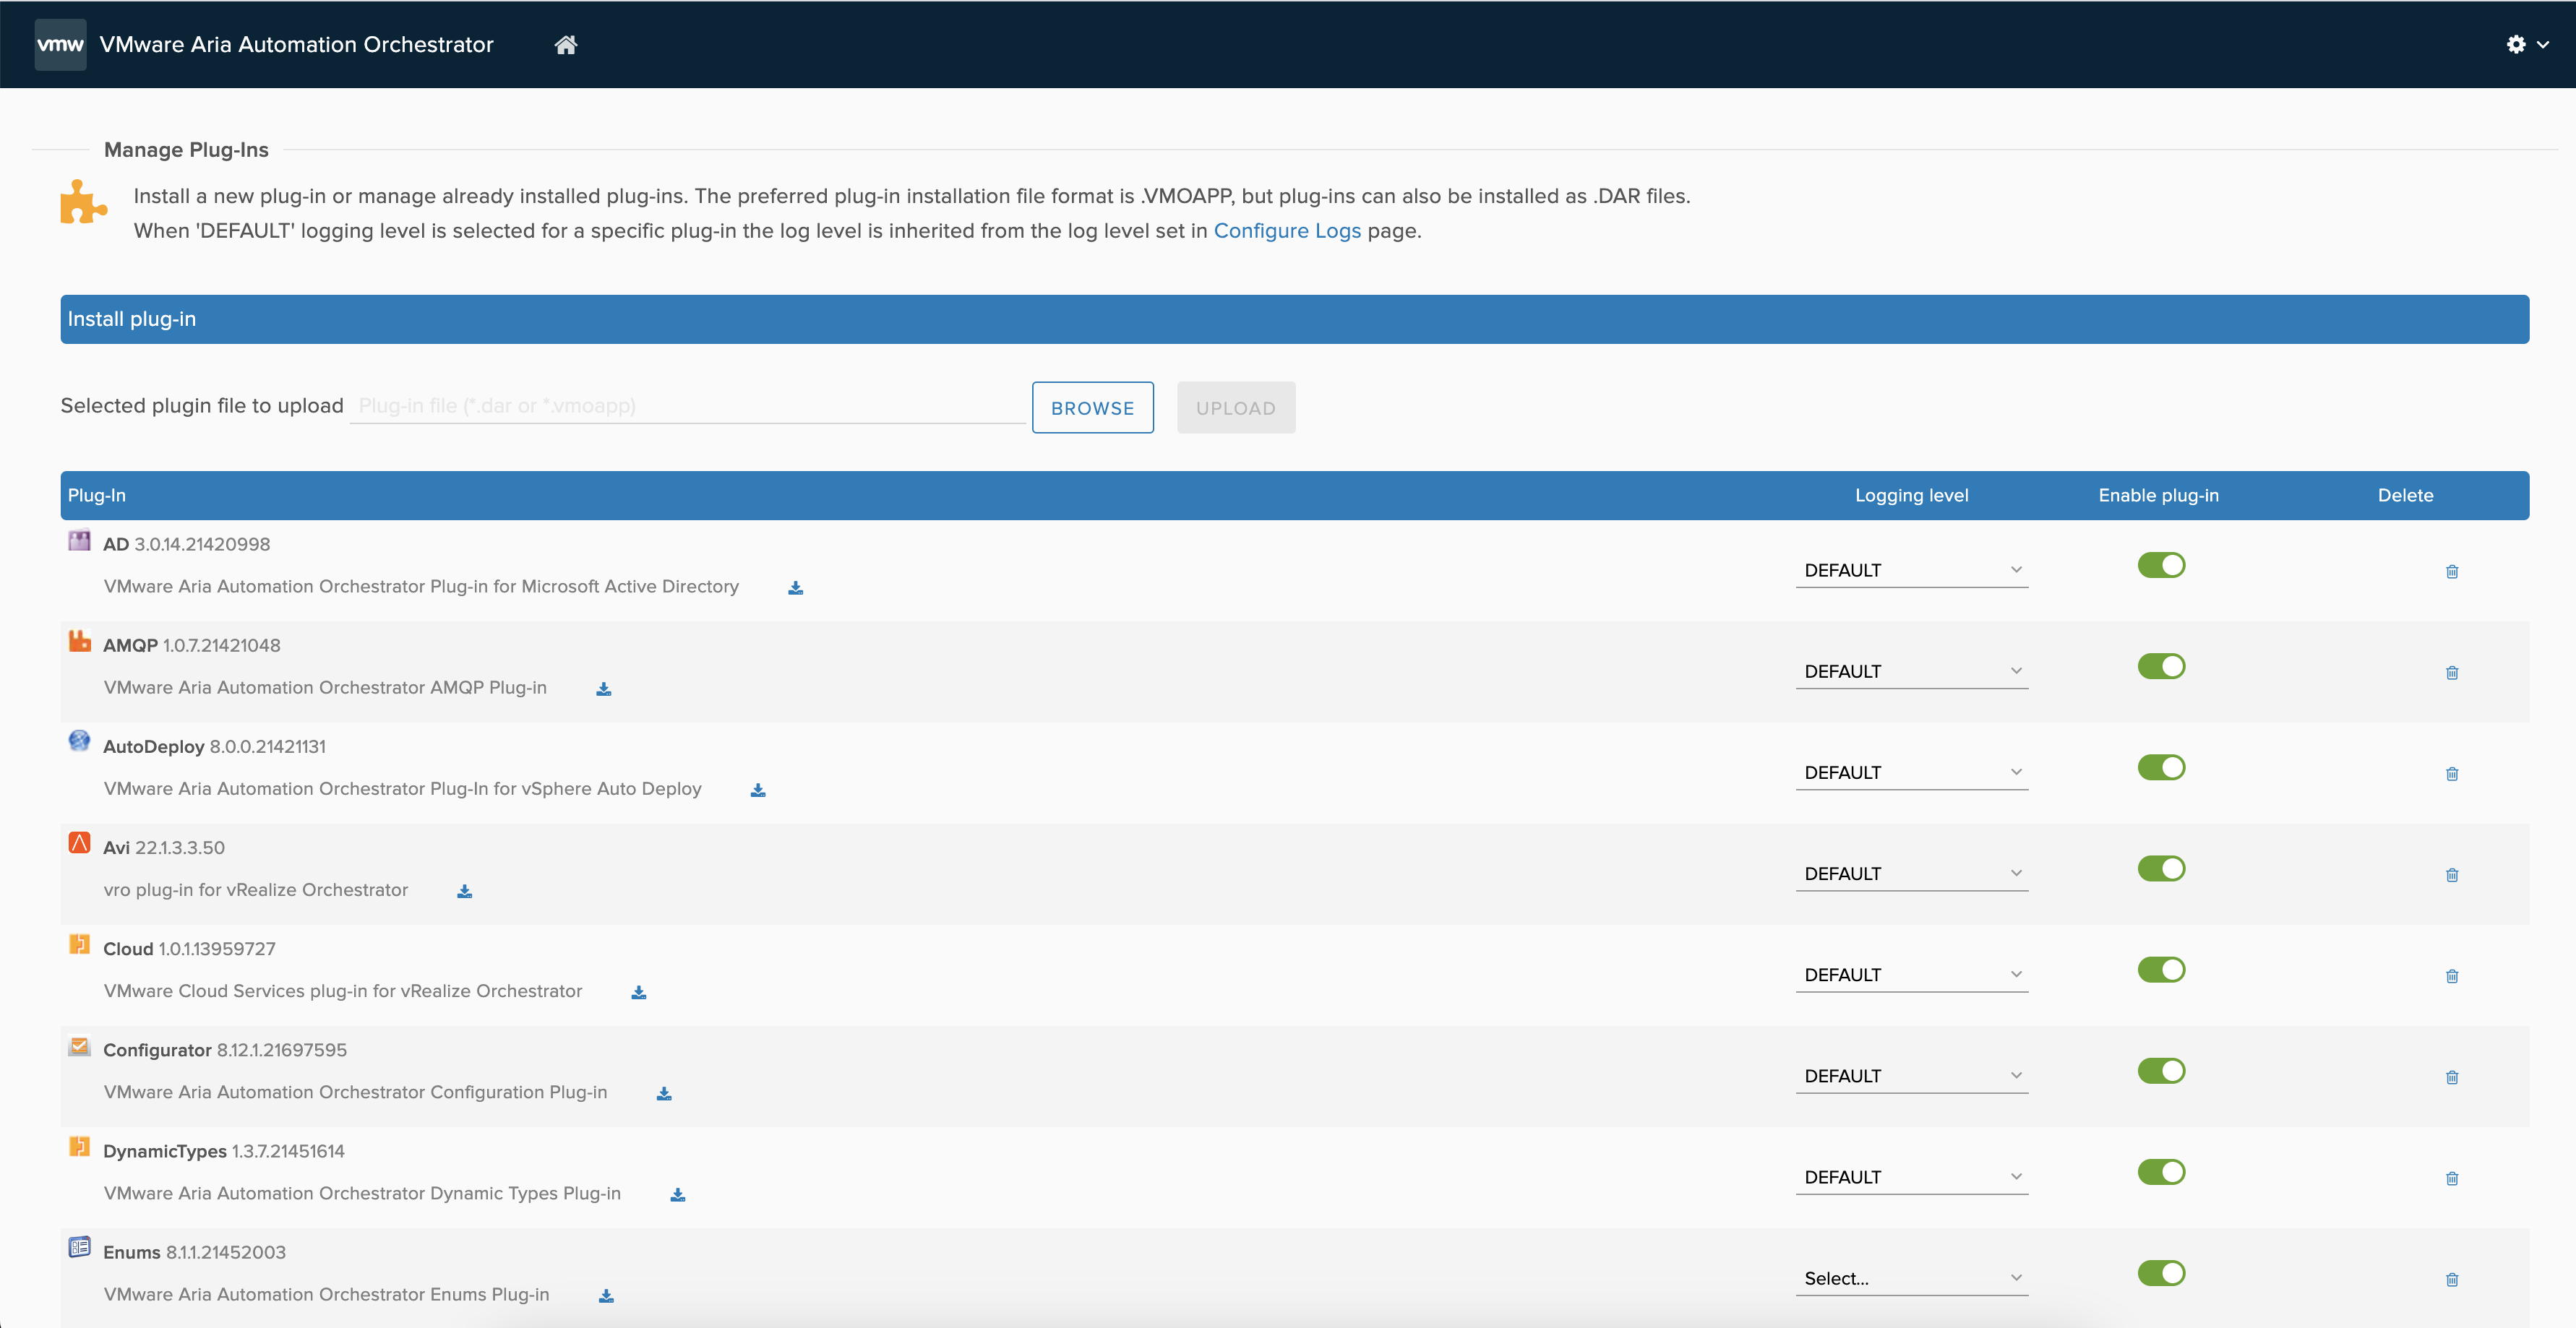 vmw VMware Aria Automation Orchestrator
Manage Plug-Ins
Install a new plug-in or manage already installed plug-ins. The preferred plug-in installation file format is .VMOAPP, but plug-ins can also be installed as .DAR files.
When 'DEFAULT' logging level is selected for a specific plug-in the log level is inherited from the log level set in Configure Logs page.
Install plug-in
Selected plugin file to upload Plug-in file (*.dar or *.vmoapp) BROWSE UPLOAD
Plug-In Logging level Enable plug-in Delete
AD 3.0.14.21420998
DEFAULT
VMware Aria Automation Orchestrator Plug-in for Microsoft Active Directory
AMQP 1.0.7.21421048
DEFAULT
VMware Aria Automation Orchestrator AMQP Plug-in
AutoDeploy 8.0.0.21421131
DEFAULT
VMware Aria Automation Orchestrator Plug-In for vSphere Auto Deploy
Avi 22.1.3.3.50
DEFAULT
vro plug-in for vRealize Orchestrator
Cloud 1.0.1.13959727
DEFAULT
VMware Cloud Services plug-in for vRealize Orchestrator
Configurator 8.12.1.21697595
DEFAULT
VMware Aria Automation Orchestrator Configuration Plug-in
DynamicTypes 1.3.7.21451614
DEFAULT
VMware Aria Automation Orchestrator Dynamic Types Plug-in
Enums 8.1.1.21452003
Select...
VMware Aria Automation Orchestrator Enums Plug-in